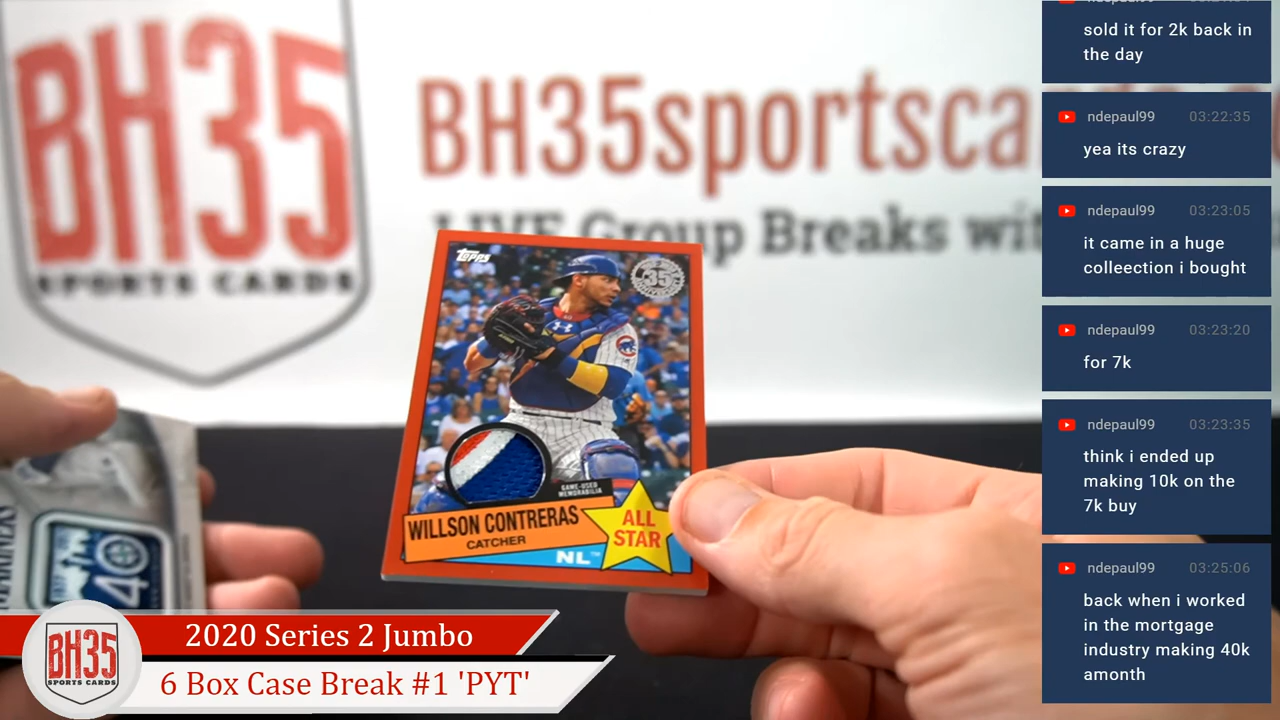 BH35
SPORTS CARDS
BH35sportsca
LIVE Group Breaks wit
Topps
35
GAME-USED
MEMORABILIA
WILLSON CONTRERAS
CATCHER
ALL
STAR
NL™
MARINERS
40
BH35
SPORTS CARDS
2020 Series 2 Jumbo
6 Box Case Break #1 'PYT'
sold it for 2k back in
the day
ndepaul99 03:22:35
yea its crazy
ndepaul99 03:23:05
it came in a huge
colleection i bought
ndepaul99 03:23:20
for 7k
ndepaul99 03:23:35
think i ended up
making 10k on the
7k buy
ndepaul99 03:25:06
back when i worked
in the mortgage
industry making 40k
amonth